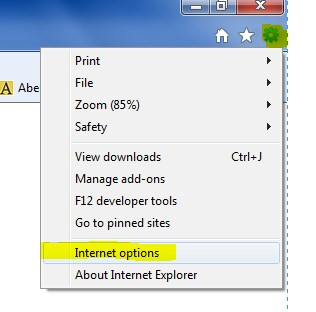 A Abe
Print
File
Zoom (85%)
Safety
View downloads Ctrl+J
Manage add-ons
F12 developer tools
Go to pinned sites
Internet options
About Internet Explorer